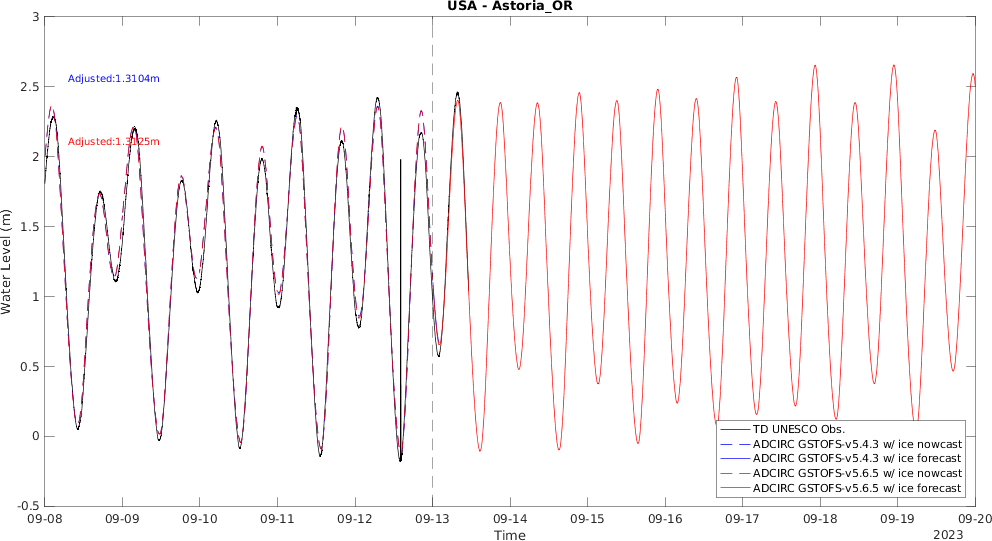 USA - Astoria_OR
Water Level (m)
3
2.5
2
1.5
1
0.5
0
-0.5
Adjusted:1.3104m
Adjusted:1.3125m
TD UNESCO Obs.
ADCIRC GSTOFS-v5.4.3 w/ ice nowcast
ADCIRC GSTOFS-v5.4.3 w/ ice forecast
ADCIRC GSTOFS-v5.6.5 w/ ice nowcast
ADCIRC GSTOFS-v5.6.5 w/ ice forecast
09-08 09-09 09-10 09-11 09-12 09-13 09-14 09-15 09-16 09-17 09-18 09-19 09-20
Time
2023